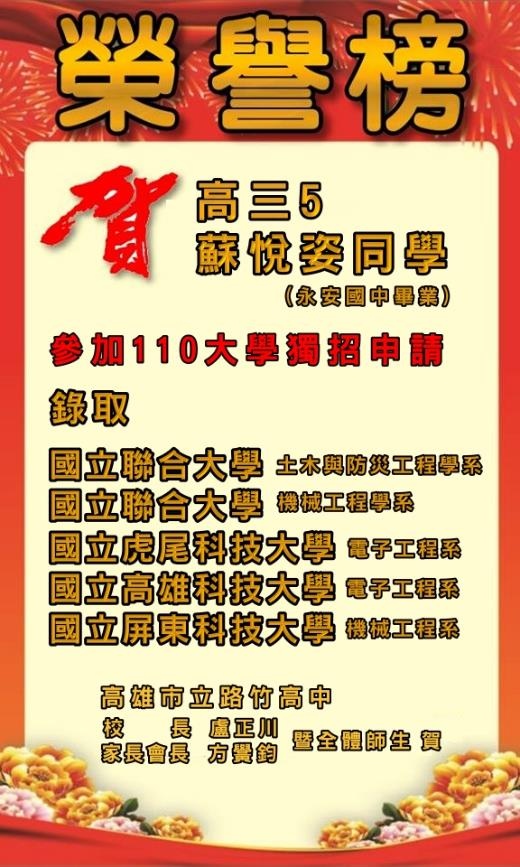 榮譽榜
賀
高三5
蘇悅姿同學
(永安國中畢業)
參加110大學獨招申請
錄取
國立聯合大學 土木與防災工程學系
國立聯合大學 機械工程學系
國立虎尾科技大學 電子工程系
國立高雄科技大學 電子工程系
國立屏東科技大學 機械工程系
高雄市立路竹高中
校 長 盧正川
家長會長 方覺鈞 暨全體師生 賀